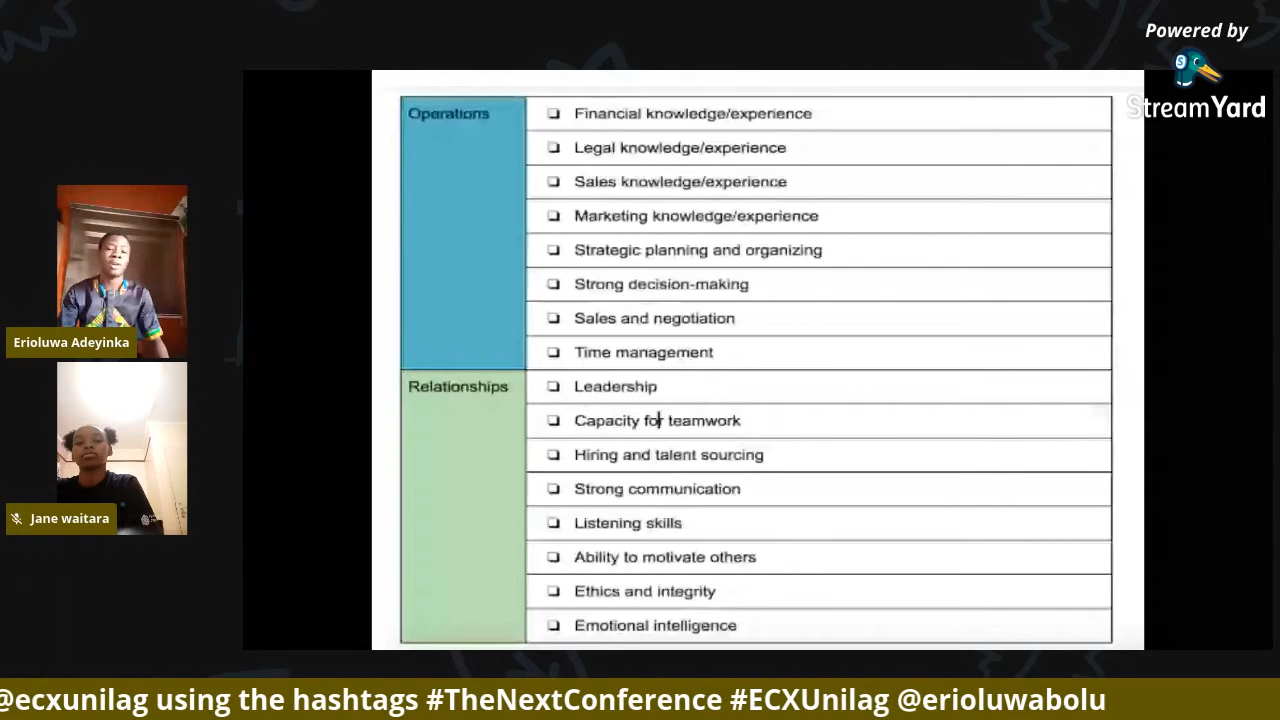 Powered by
StreamYard
Operations
Financial knowledge/experience
Legal knowledge/experience
Sales knowledge/experience
Marketing knowledge/experience
Strategic planning and organizing
Strong decision-making
Sales and negotiation
Time management
Relationships
Leadership
Capacity for teamwork
Hiring and talent sourcing
Strong communication
Listening skills
Ability to motivate others
Ethics and integrity
Emotional intelligence
Erioluwa Adeyinka
Jane waitara
@ecxunilag using the hashtags #TheNextConference #ECXUnilag @erioluwabolu